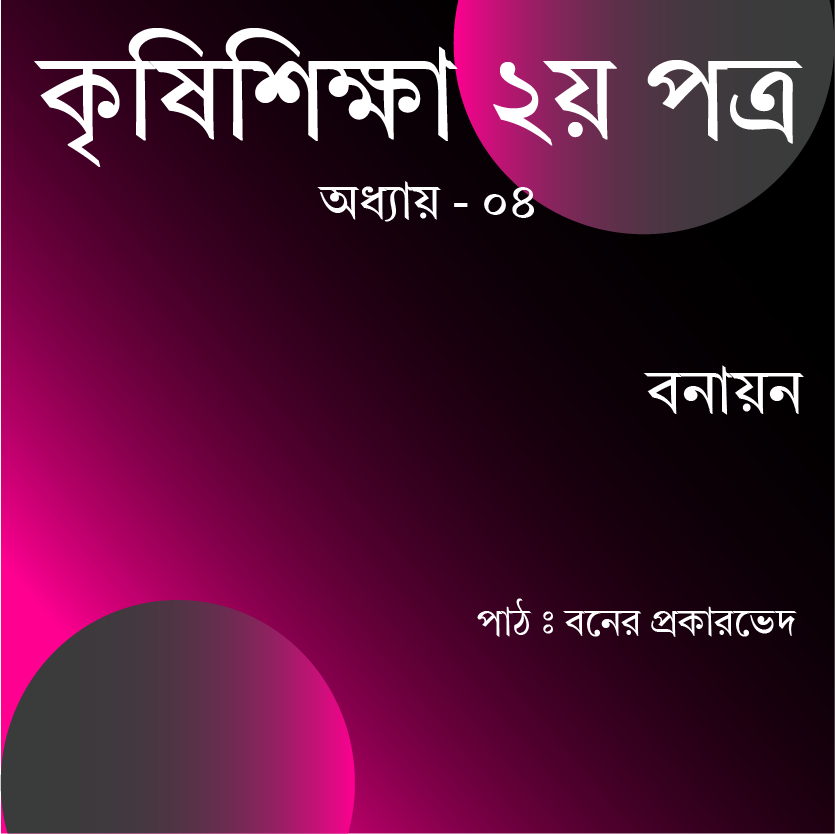 কৃষিশিক্ষা ২য় পত্র
অধ্যায় - ০৪
বনায়ন
পাঠ ঃ বনের প্রকারভেদ